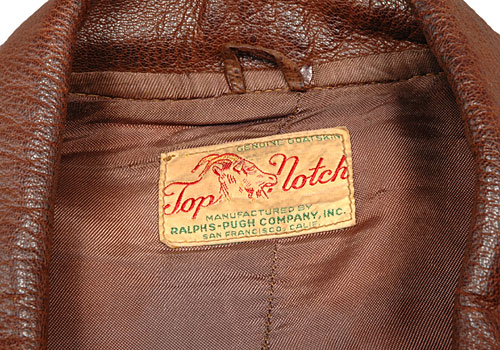 GENUINE GOATSKIN
Top Notch
MANUFACTURED BY
RALPHS-PUGH COMPANY, INC.
SAN FRANCISCO, CALIF.